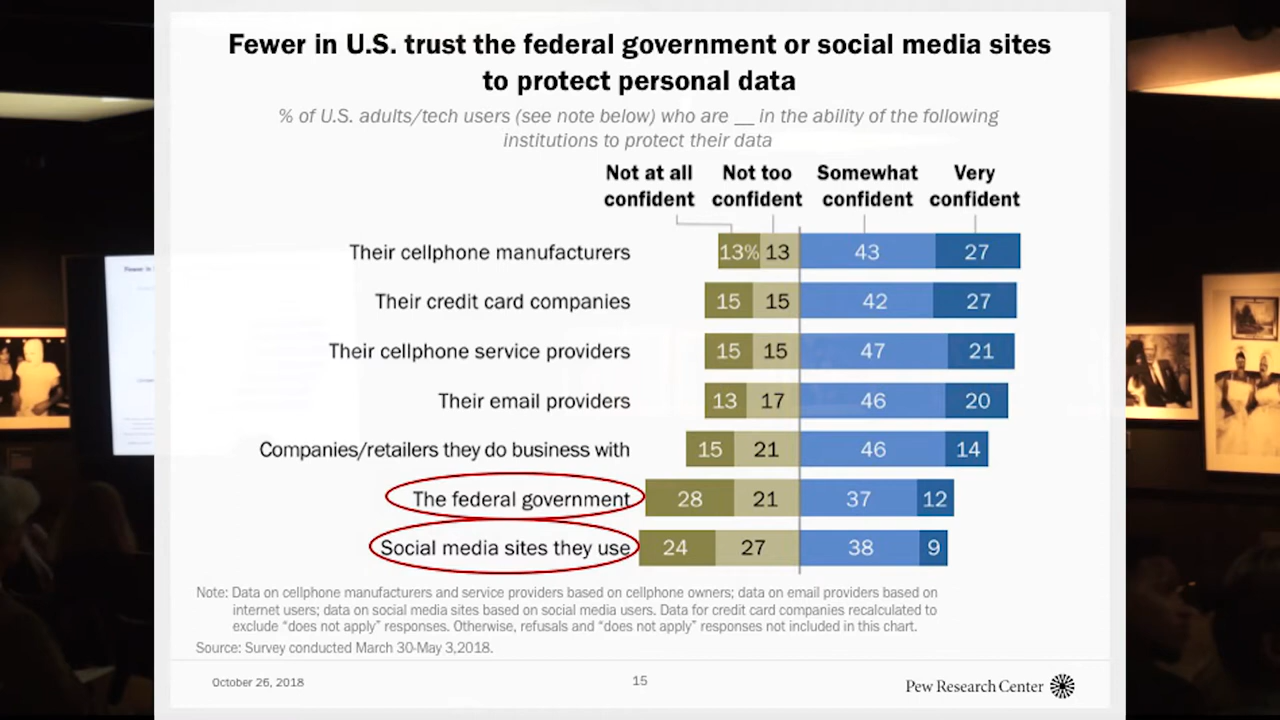 Fewer in U.S. trust the federal government or social media sites
to protect personal data
% of U.S. adults/tech users (see note below) who are __ in the ability of the following
institutions to protect their data
Not at all confident
Not too confident
Somewhat confident
Very confident
Their cellphone manufacturers 13% 13 43 27
Their credit card companies 15 15 42 27
Their cellphone service providers 15 15 47 21
Their email providers 13 17 46 20
Companies/retailers they do business with 15 21 46 14
The federal government 28 21 37 12
Social media sites they use 24 27 38 9
Note: Data on cellphone manufacturers and service providers based on cellphone owners; data on email providers based on
internet users; data on social media sites based on social media users. Data for credit card companies recalculated to
exclude “does not apply” responses. Otherwise, refusals and “does not apply” responses not included in this chart.
Source: Survey conducted March 30-May 3,2018.
October 26, 2018
15
Pew Research Center